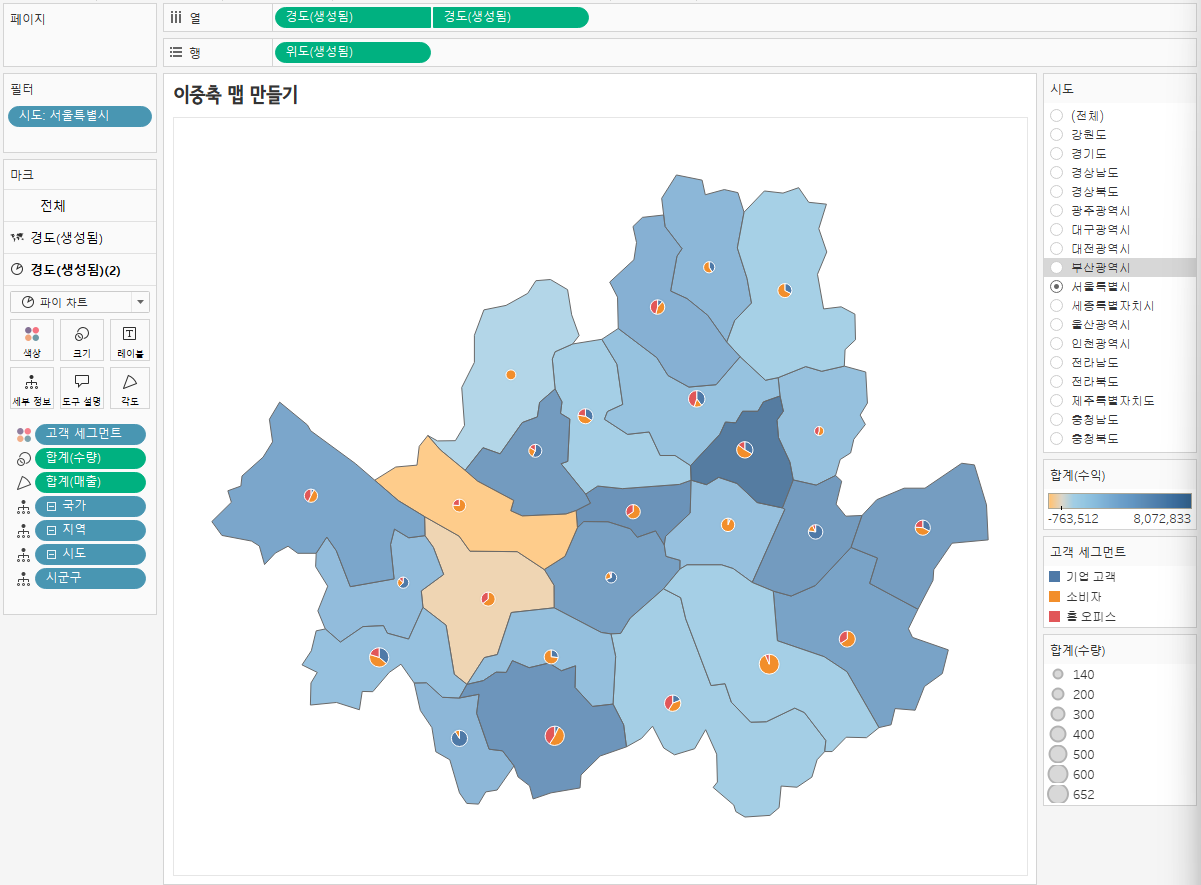 페이지
열
경도(생성됨)
경도(생성됨)
행
위도(생성됨)
필터
시도: 서울특별시
마크
전체
경도(생성됨)
경도(생성됨)(2)
파이 차트
색상
크기
레이블
세부 정보
도구 설명
각도
고객 세그먼트
합계(수량)
합계(매출)
국가
지역
시도
시군구
이중축 맵 만들기
시도
(전체)
강원도
경기도
경상남도
경상북도
광주광역시
대구광역시
대전광역시
부산광역시
서울특별시
세종특별자치시
울산광역시
인천광역시
전라남도
전라북도
제주특별자치도
충청남도
충청북도
합계(수익)
-763,512
8,072,833
고객 세그먼트
기업 고객
소비자
홈 오피스
합계(수량)
140
200
300
400
500
600
652